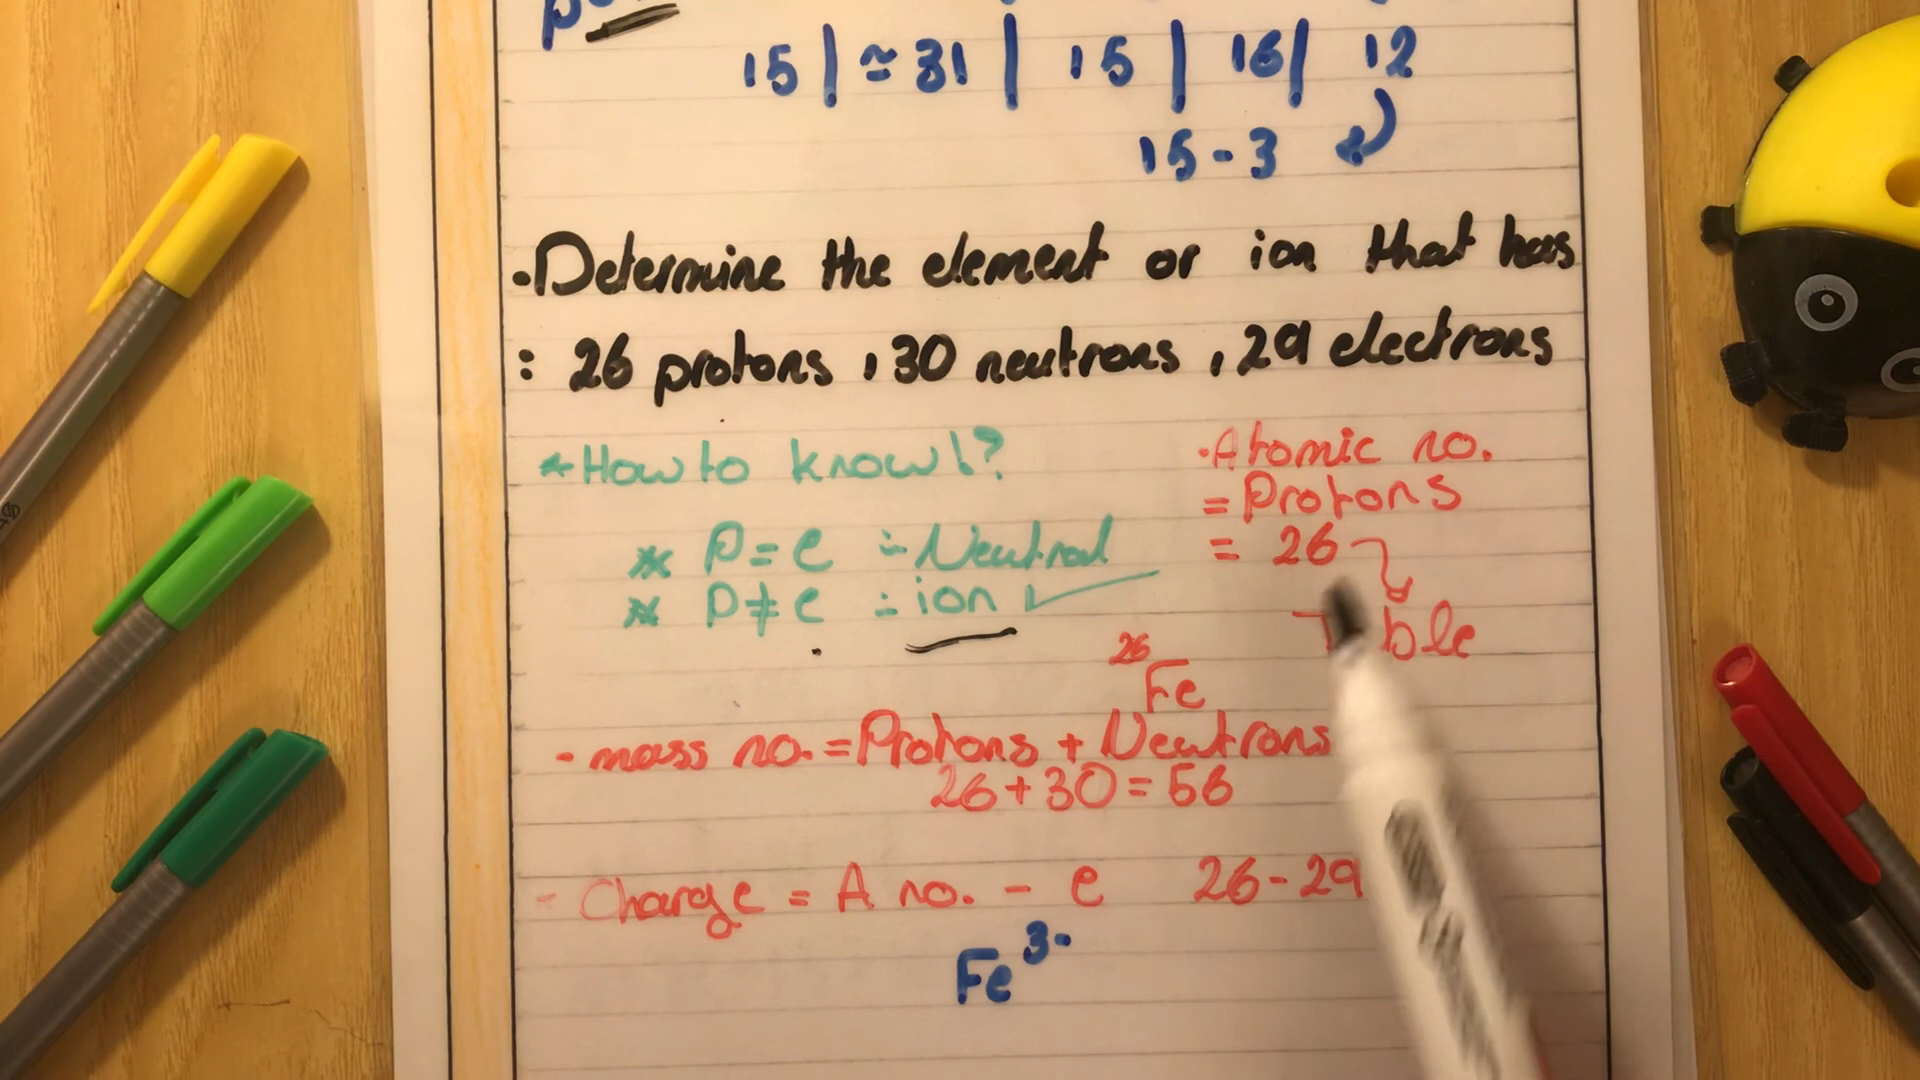 15 | ≃ 31 | 15 | 16 | 12
15 - 3
• Determine the element or ion that has
: 26 protons , 30 neutrons , 29 electrons
* How to know!?
* P = e ∴ Neutral
* P ≠ e ∴ ion ✓
• Atomic no.
= Protons
= 26
26
Fe
- mass no. = Protons + Neutrons
26 + 30 = 56
- Charge = A no. - e 26 - 29
Fe 3-